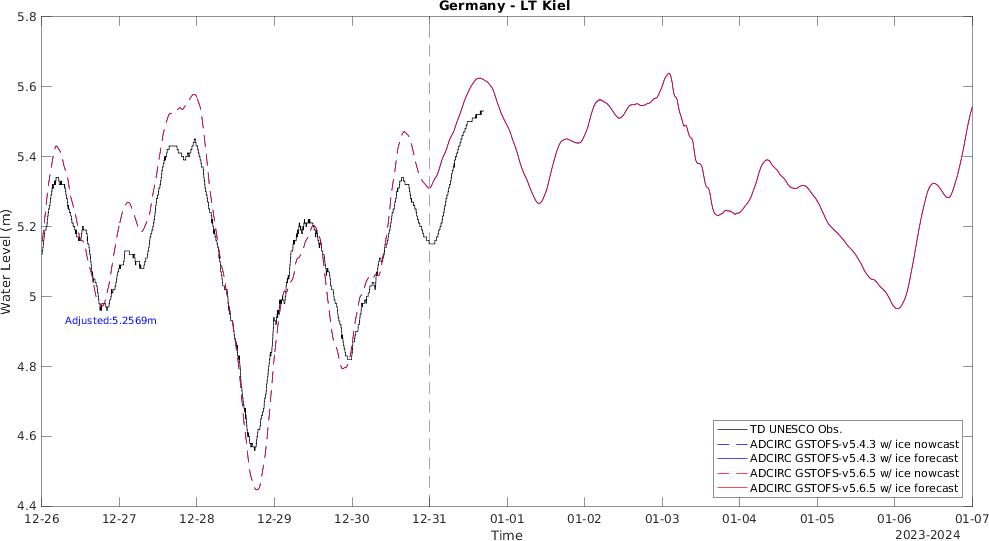 Germany - LT Kiel
Water Level (m)
5.8
5.6
5.4
5.2
5
4.8
4.6
4.4
Adjusted:5.2569m
TD UNESCO Obs.
ADCIRC GSTOFS-v5.4.3 w/ ice nowcast
ADCIRC GSTOFS-v5.4.3 w/ ice forecast
ADCIRC GSTOFS-v5.6.5 w/ ice nowcast
ADCIRC GSTOFS-v5.6.5 w/ ice forecast
12-26 12-27 12-28 12-29 12-30 12-31 01-01 01-02 01-03 01-04 01-05 01-06 01-07
Time
2023-2024